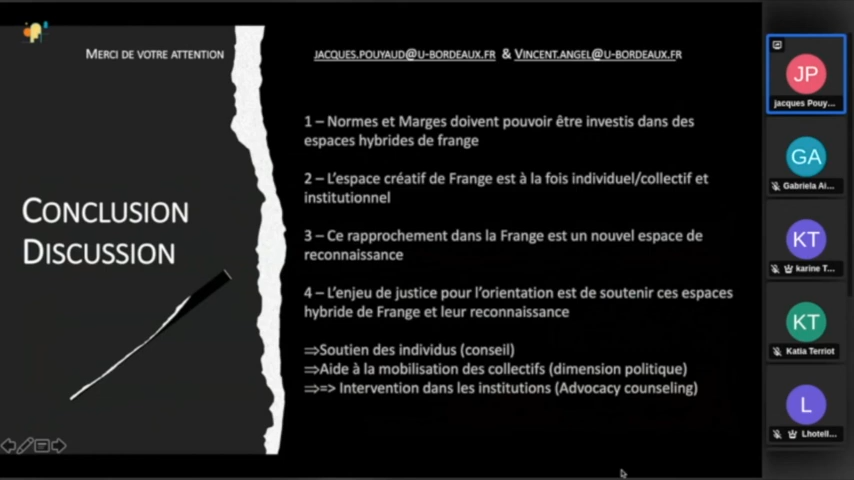 MERCI DE VOTRE ATTENTION
JACQUES.POUYAUD@U-BORDEAUX.FR & VINCENT.ANGEL@U-BORDEAUX.FR
CONCLUSION
DISCUSSION
1 – Normes et Marges doivent pouvoir être investis dans des
espaces hybrides de frange
2 – L'espace créatif de Frange est à la fois individuel/collectif et
institutionnel
3 – Ce rapprochement dans la Frange est un nouvel espace de
reconnaissance
4 – L'enjeu de justice pour l'orientation est de soutenir ces espaces
hybride de Frange et leur reconnaissance
⇒Soutien des individus (conseil)
⇒Aide à la mobilisation des collectifs (dimension politique)
⇒=> Intervention dans les institutions (Advocacy counseling)
JP
jacques Pouy...
GA
Gabriela Ai...
KT
karine T...
KT
Katia Terriot
L
Lhotell...